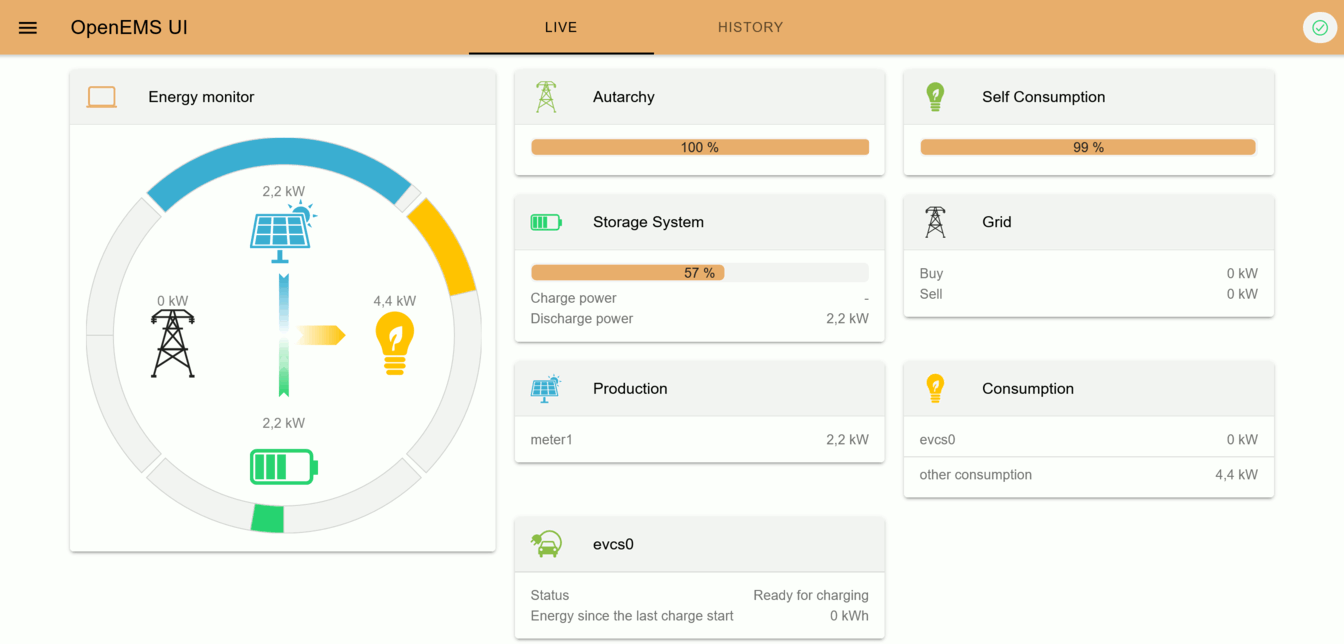 OpenEMS UI
LIVE
HISTORY
Energy monitor
2,2 kW
0 kW
4,4 kW
2,2 kW
Autarchy
100 %
Self Consumption
99 %
Storage System
57 %
Charge power -
Discharge power 2,2 kW
Grid
Buy 0 kW
Sell 0 kW
Production
meter1 2,2 kW
Consumption
evcs0 0 kW
other consumption 4,4 kW
evcs0
Status Ready for charging
Energy since the last charge start 0 kWh